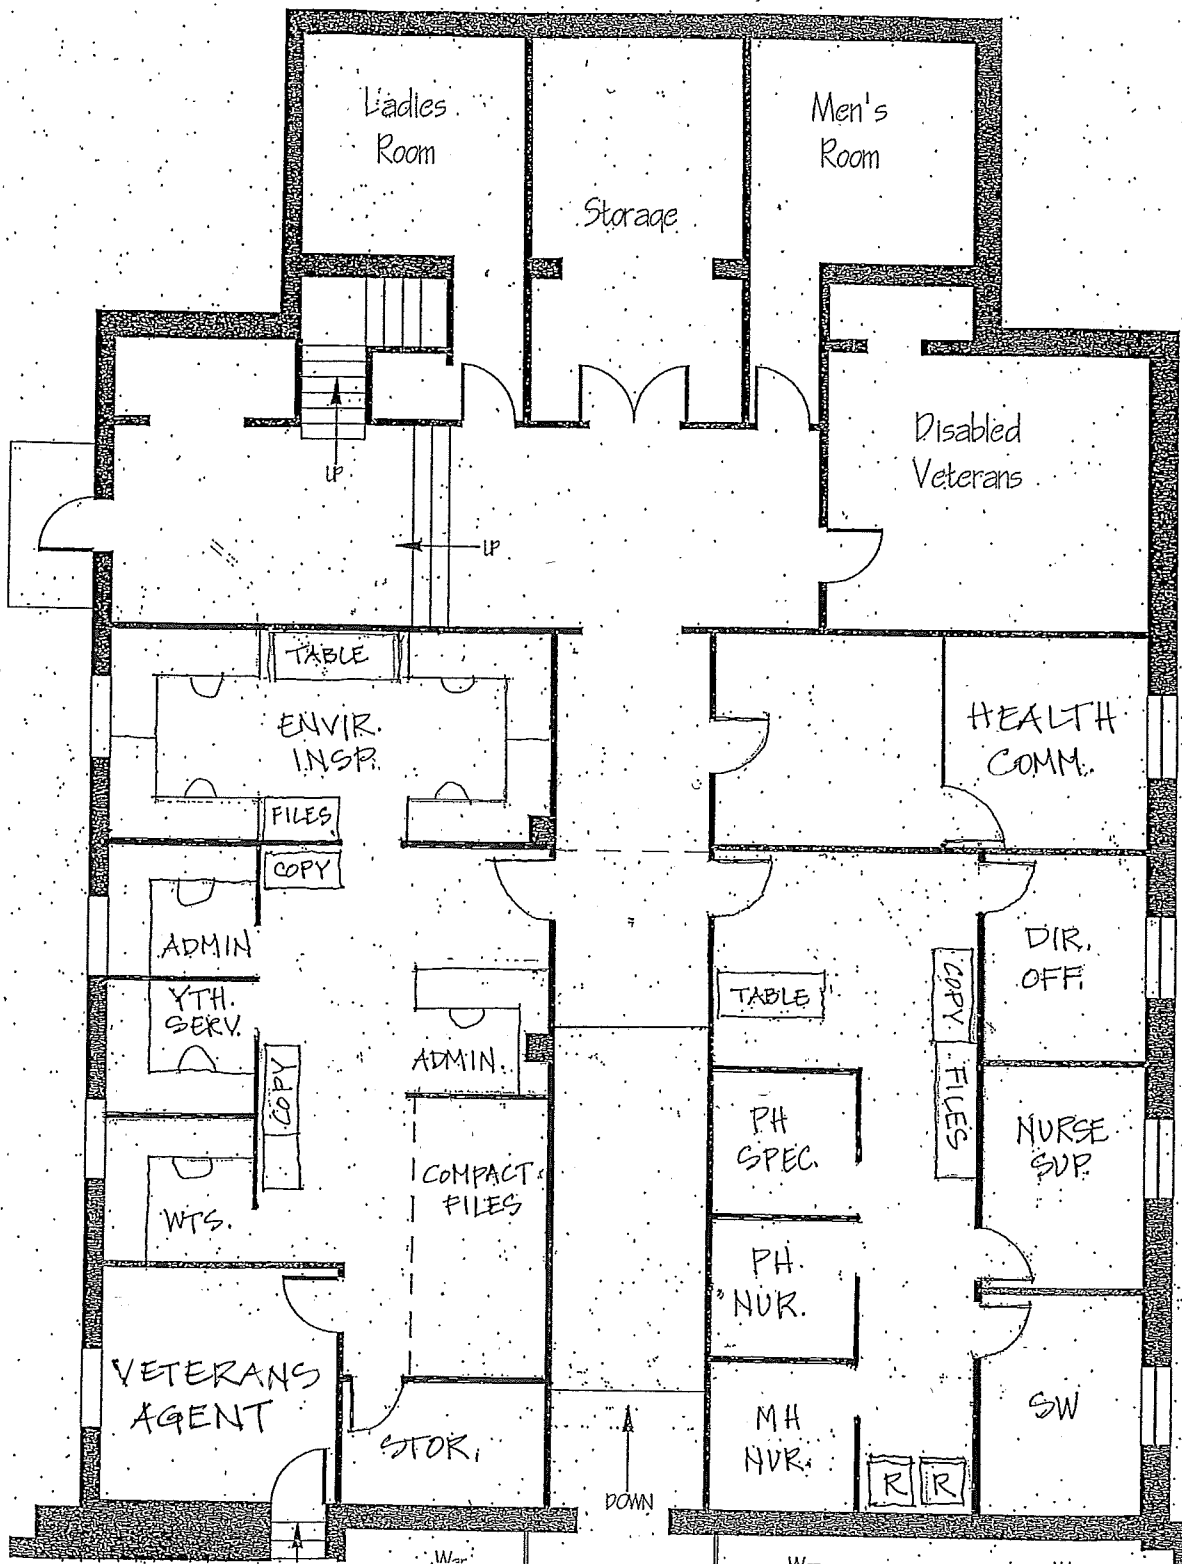 Ladies
Room
Storage
Men's
Room
UP
Disabled
Veterans
UP
TABLE
ENVIR.
INSP.
FILES
HEALTH
COMM.
COPY
ADMIN
YTH.
SERV.
COPY
ADMIN.
TABLE
COPY
FILES
DIR.
OFF.
COMPACT
FILES
WTS.
PH
SPEC.
NURSE
SUP.
PH
NUR.
VETERANS
AGENT
STOR.
DOWN
MH
NUR.
R
R
SW